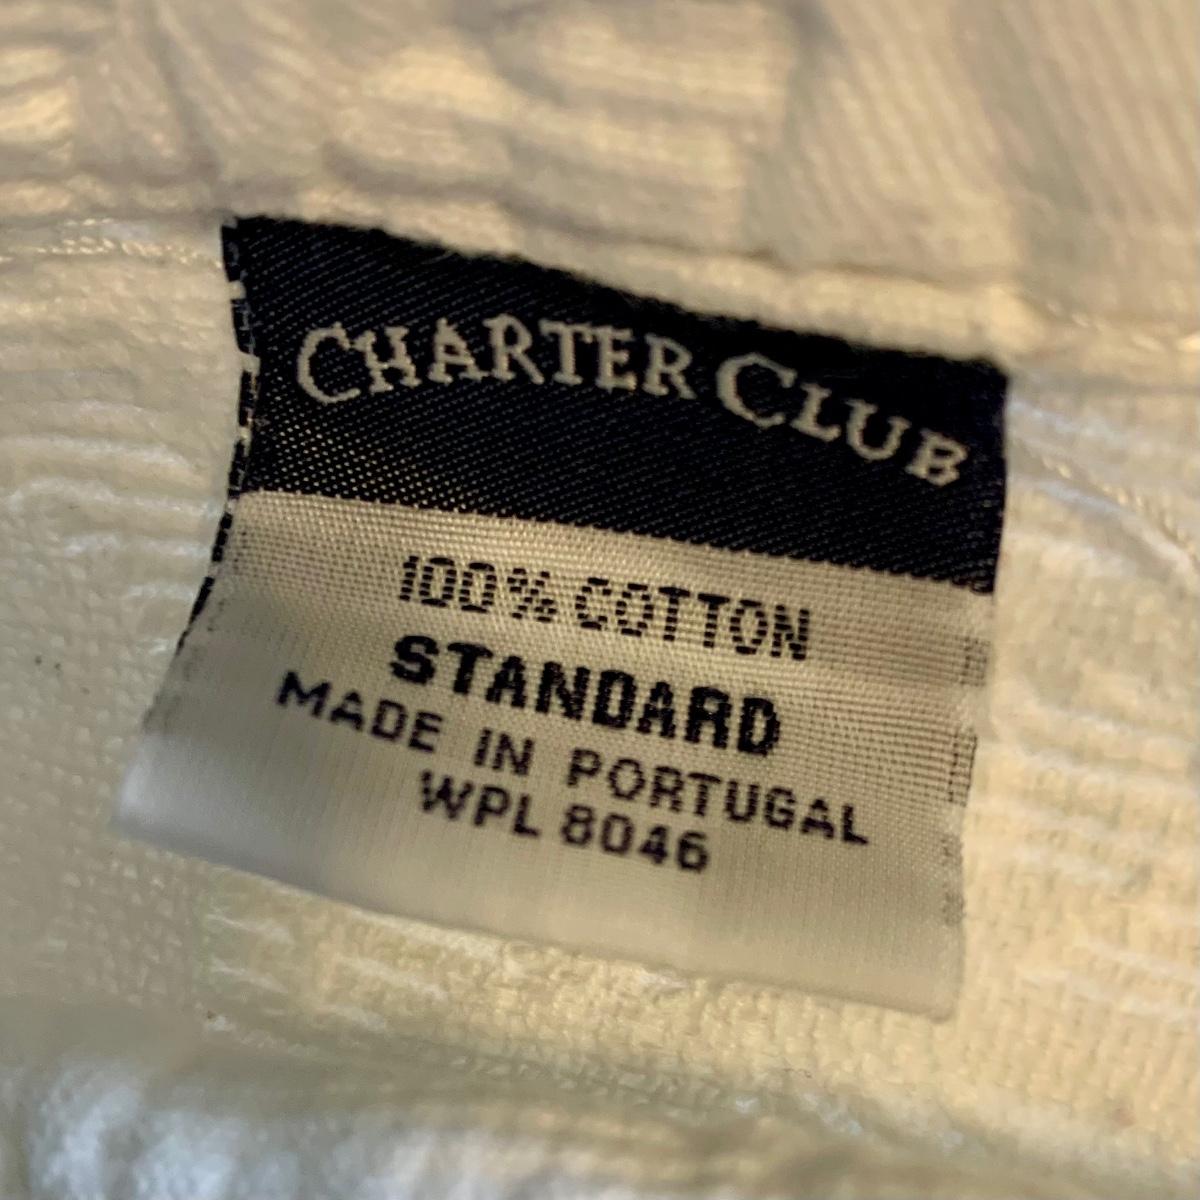 CHARTER CLUB
100% COTTON
STANDARD
MADE IN PORTUGAL
WPL 8046